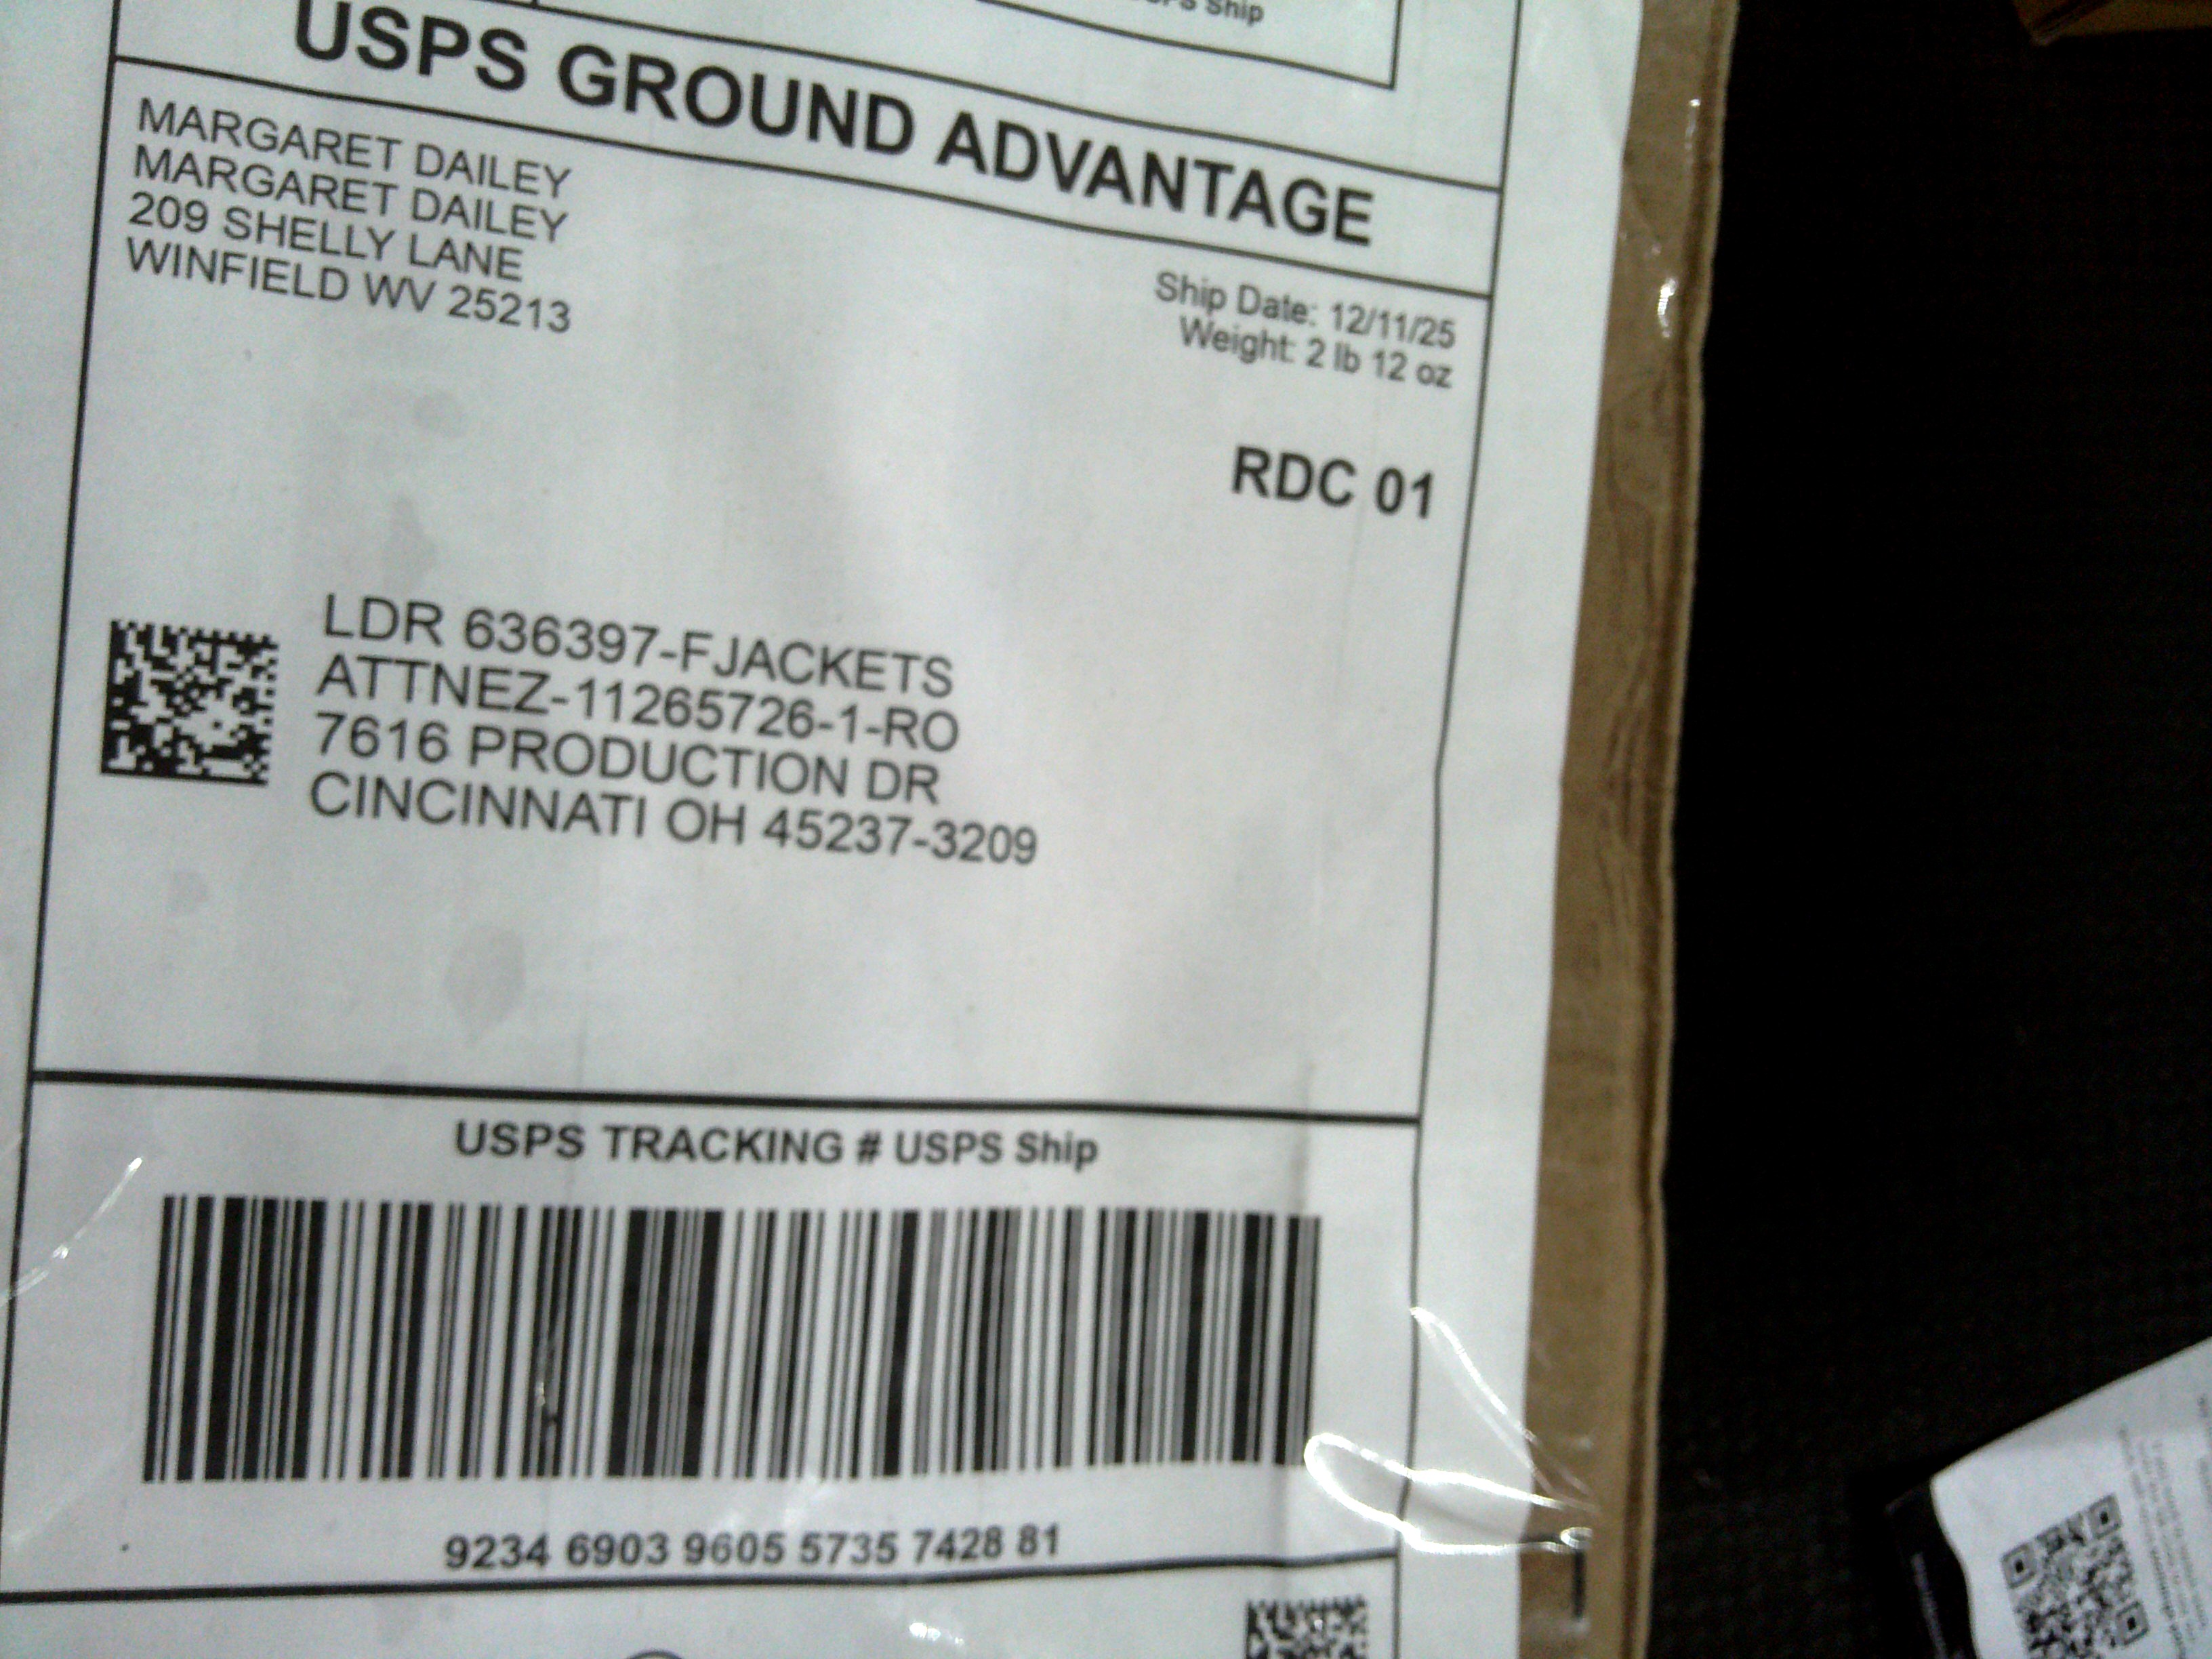 USPS Ship
USPS GROUND ADVANTAGE
MARGARET DAILEY
MARGARET DAILEY
209 SHELLY LANE
WINFIELD WV 25213
Ship Date: 12/11/25
Weight: 2 lb 12 oz
RDC 01
LDR 636397-FJACKETS
ATTNEZ-11265726-1-RO
7616 PRODUCTION DR
CINCINNATI OH 45237-3209
USPS TRACKING # USPS Ship
9234 6903 9605 5735 7428 81